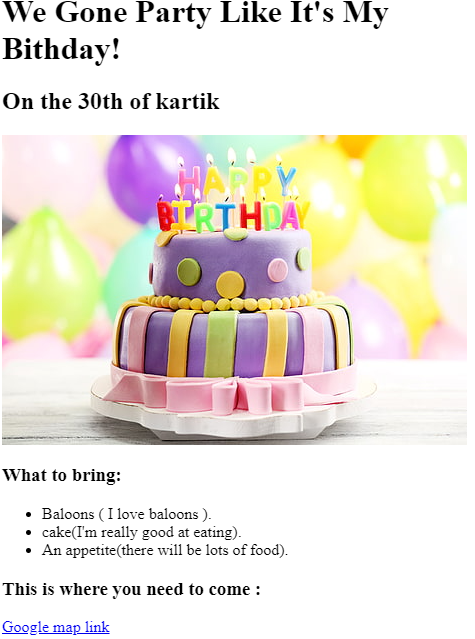 We Gone Party Like It's My
Bithday!
On the 30th of kartik
HAPPY
BIRTHDAY
What to bring:
Baloons ( I love baloons ).
cake(I'm really good at eating).
An appetite(there will be lots of food).
This is where you need to come :
Google map link